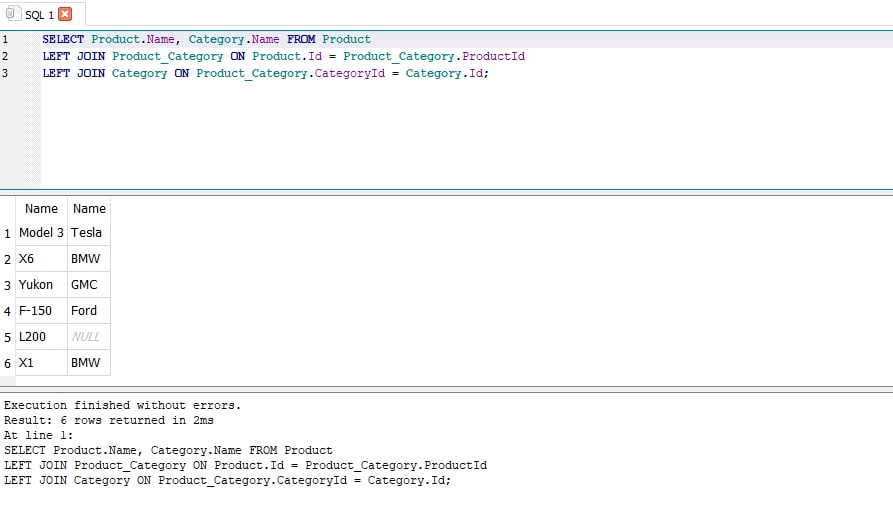 SQL 1
1 SELECT Product.Name, Category.Name FROM Product
2 LEFT JOIN Product_Category ON Product.Id = Product_Category.ProductId
3 LEFT JOIN Category ON Product_Category.CategoryId = Category.Id;
Name Name
1 Model 3 Tesla
2 X6 BMW
3 Yukon GMC
4 F-150 Ford
5 L200 NULL
6 X1 BMW
Execution finished without errors.
Result: 6 rows returned in 2ms
At line 1:
SELECT Product.Name, Category.Name FROM Product
LEFT JOIN Product_Category ON Product.Id = Product_Category.ProductId
LEFT JOIN Category ON Product_Category.CategoryId = Category.Id;